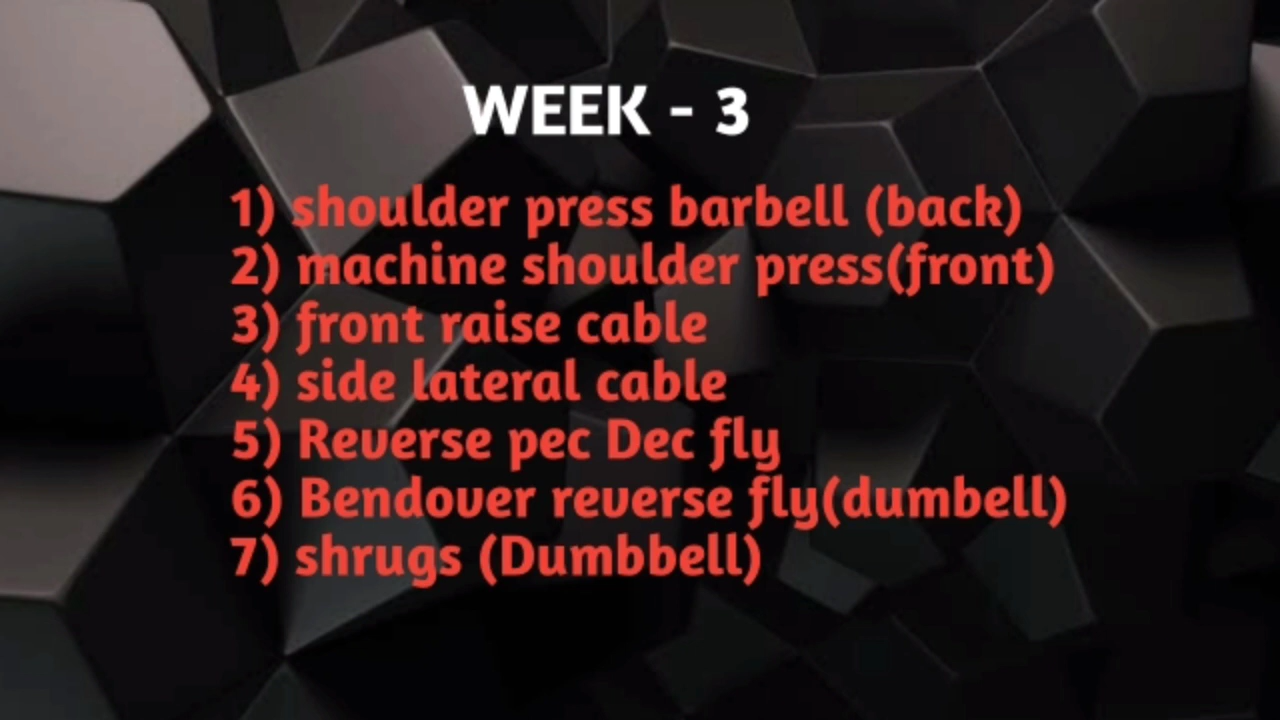 WEEK - 3
1) shoulder press barbell (back)
2) machine shoulder press(front)
3) front raise cable
4) side lateral cable
5) Reverse pec Dec fly
6) Bendover reverse fly(dumbell)
7) shrugs (Dumbbell)